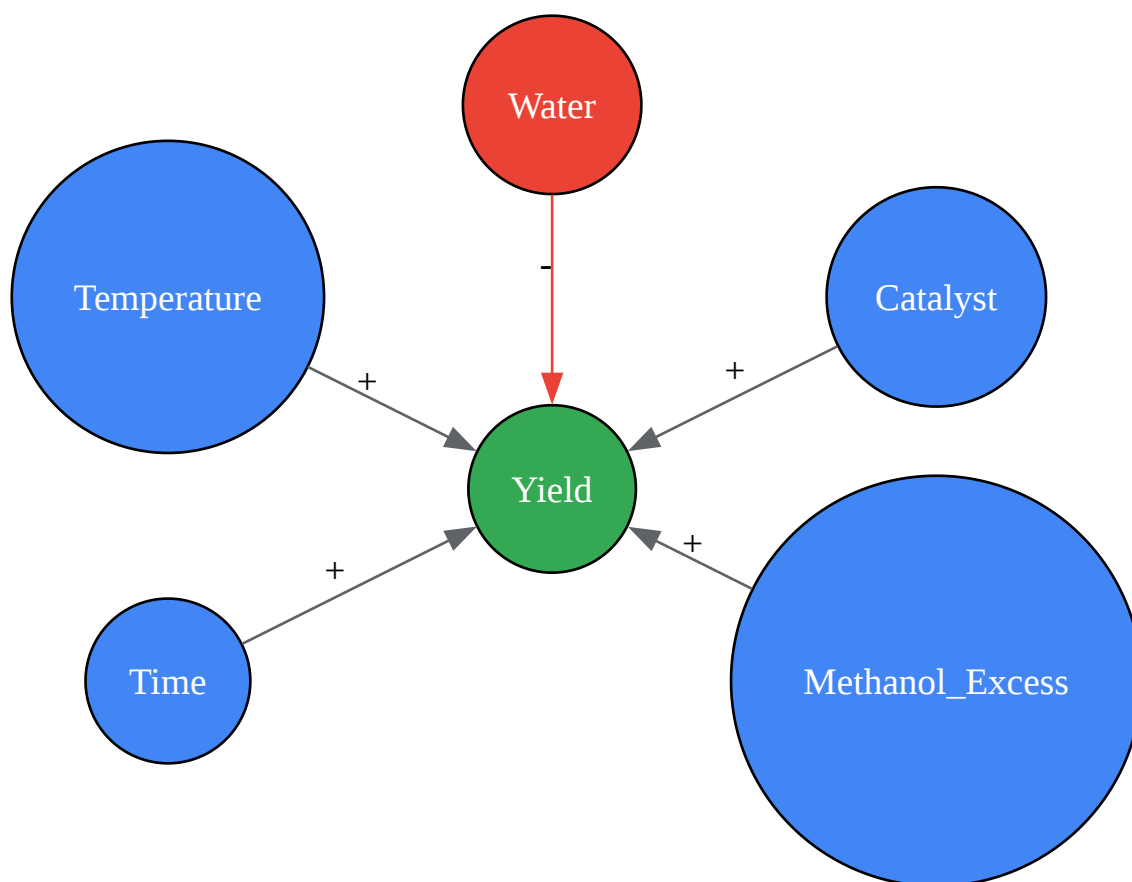 Water
-
Temperature
Catalyst
+
+
Yield
+
+
Time
Methanol_Excess